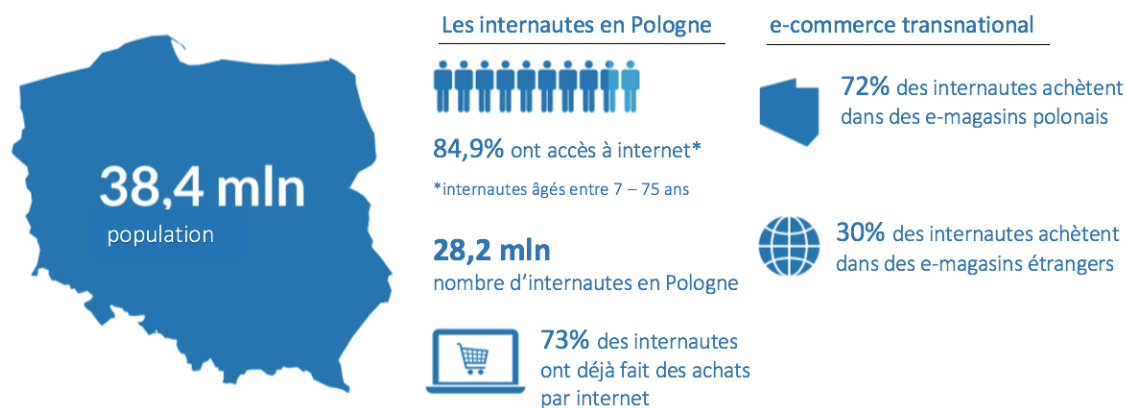 38,4 mln
population
Les internautes en Pologne
84,9% ont accès à internet*
*internautes âgés entre 7 – 75 ans
28,2 mln
nombre d'internautes en Pologne
73% des internautes
ont déjà fait des achats
par internet
e-commerce transnational
72% des internautes achètent
dans des e-magasins polonais
30% des internautes achètent
dans des e-magasins étrangers